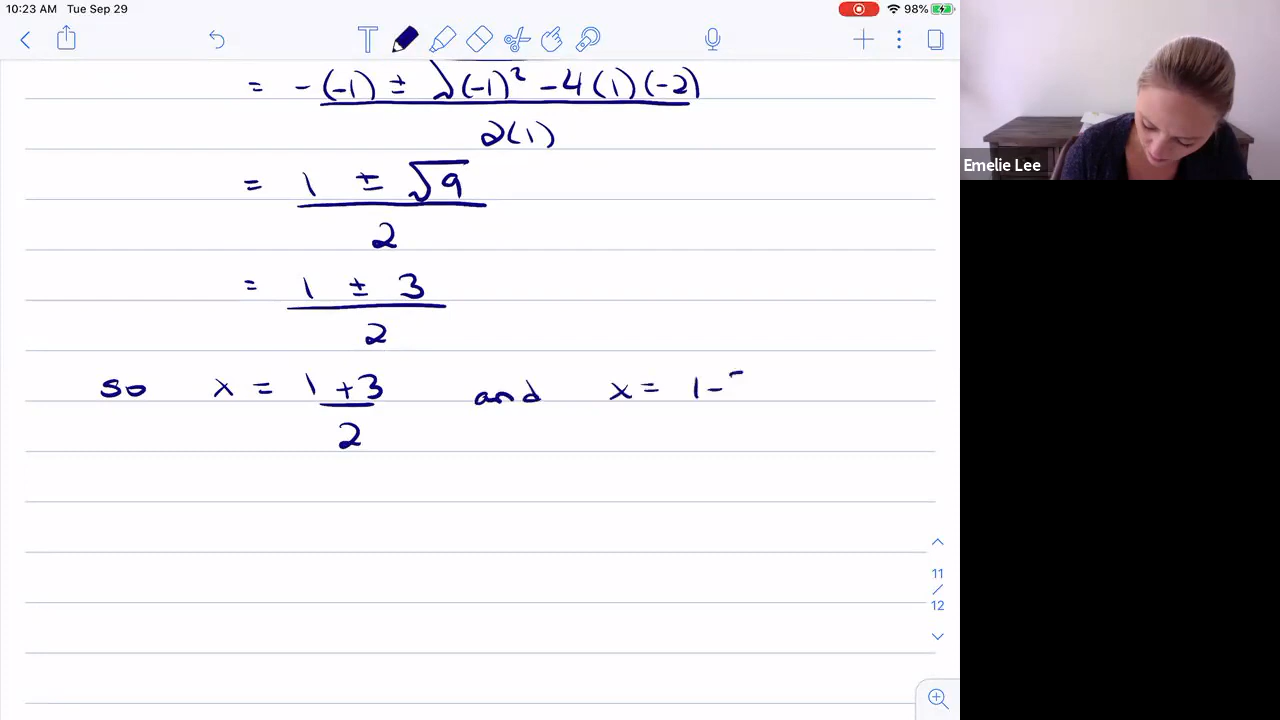 10:23 AM Tue Sep 29
98%
= -(-1) ± √(-1)² -4(1)(-2)
2(1)
Emelie Lee
= 1 ± √9
2
= 1 ± 3
2
so x = 1 + 3 and x = 1 -
2
11
/
12